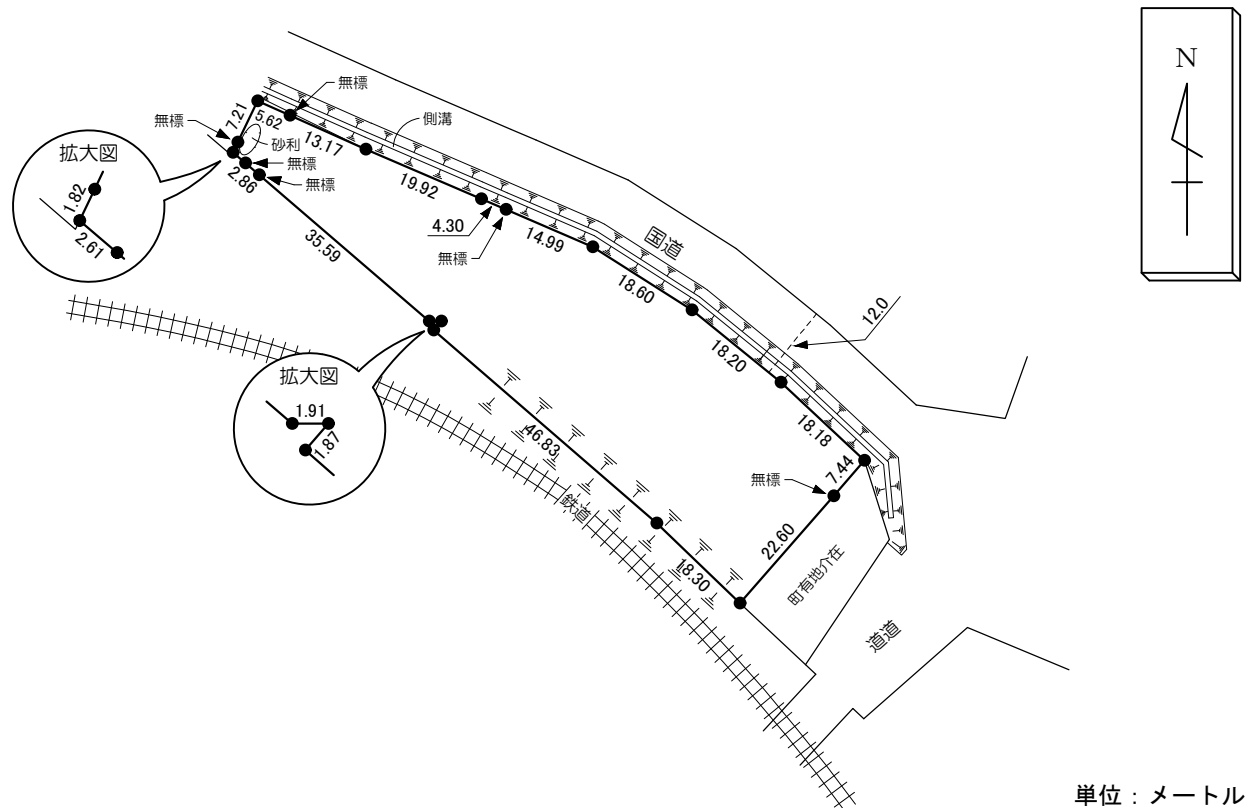 N
無標
7.21
5.62
側溝
無標
砂利
13.17
拡大図
無標
無標
2.86
19.92
1.82
2.61
4.30
無標
14.99
国道
35.59
18.60
12.0
18.20
拡大図
1.91
1.87
18.18
46.83
7.44
無標
鉄道
22.60
18.30
町有地介在
道道
単位：メートル